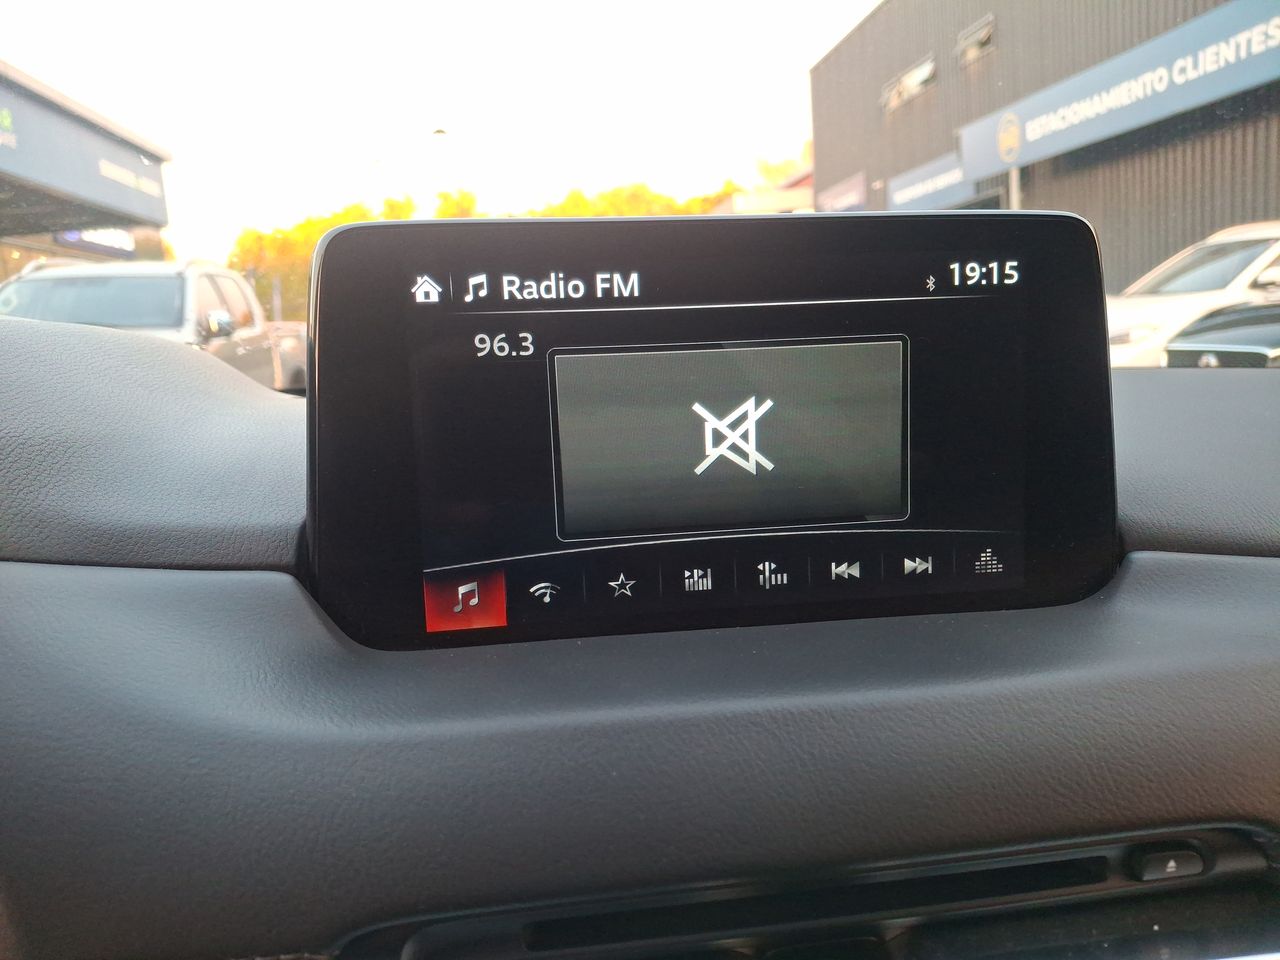 ESTACIONAMIENTO CLIENTES
Radio FM
19:15
96.3